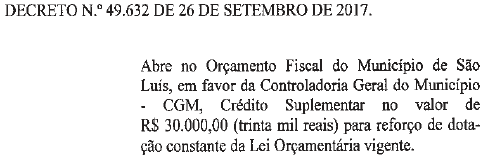 DECRETO N.º 49.632 DE 26 DE SETEMBRO DE 2017.
Abre no Orçamento Fiscal do Município de São
Luís, em favor da Controladoria Geral do Município
- CGM, Crédito Suplementar no valor de
R$ 30.000,00 (trinta mil reais) para reforço de dota-
ção constante da Lei Orçamentária vigente.